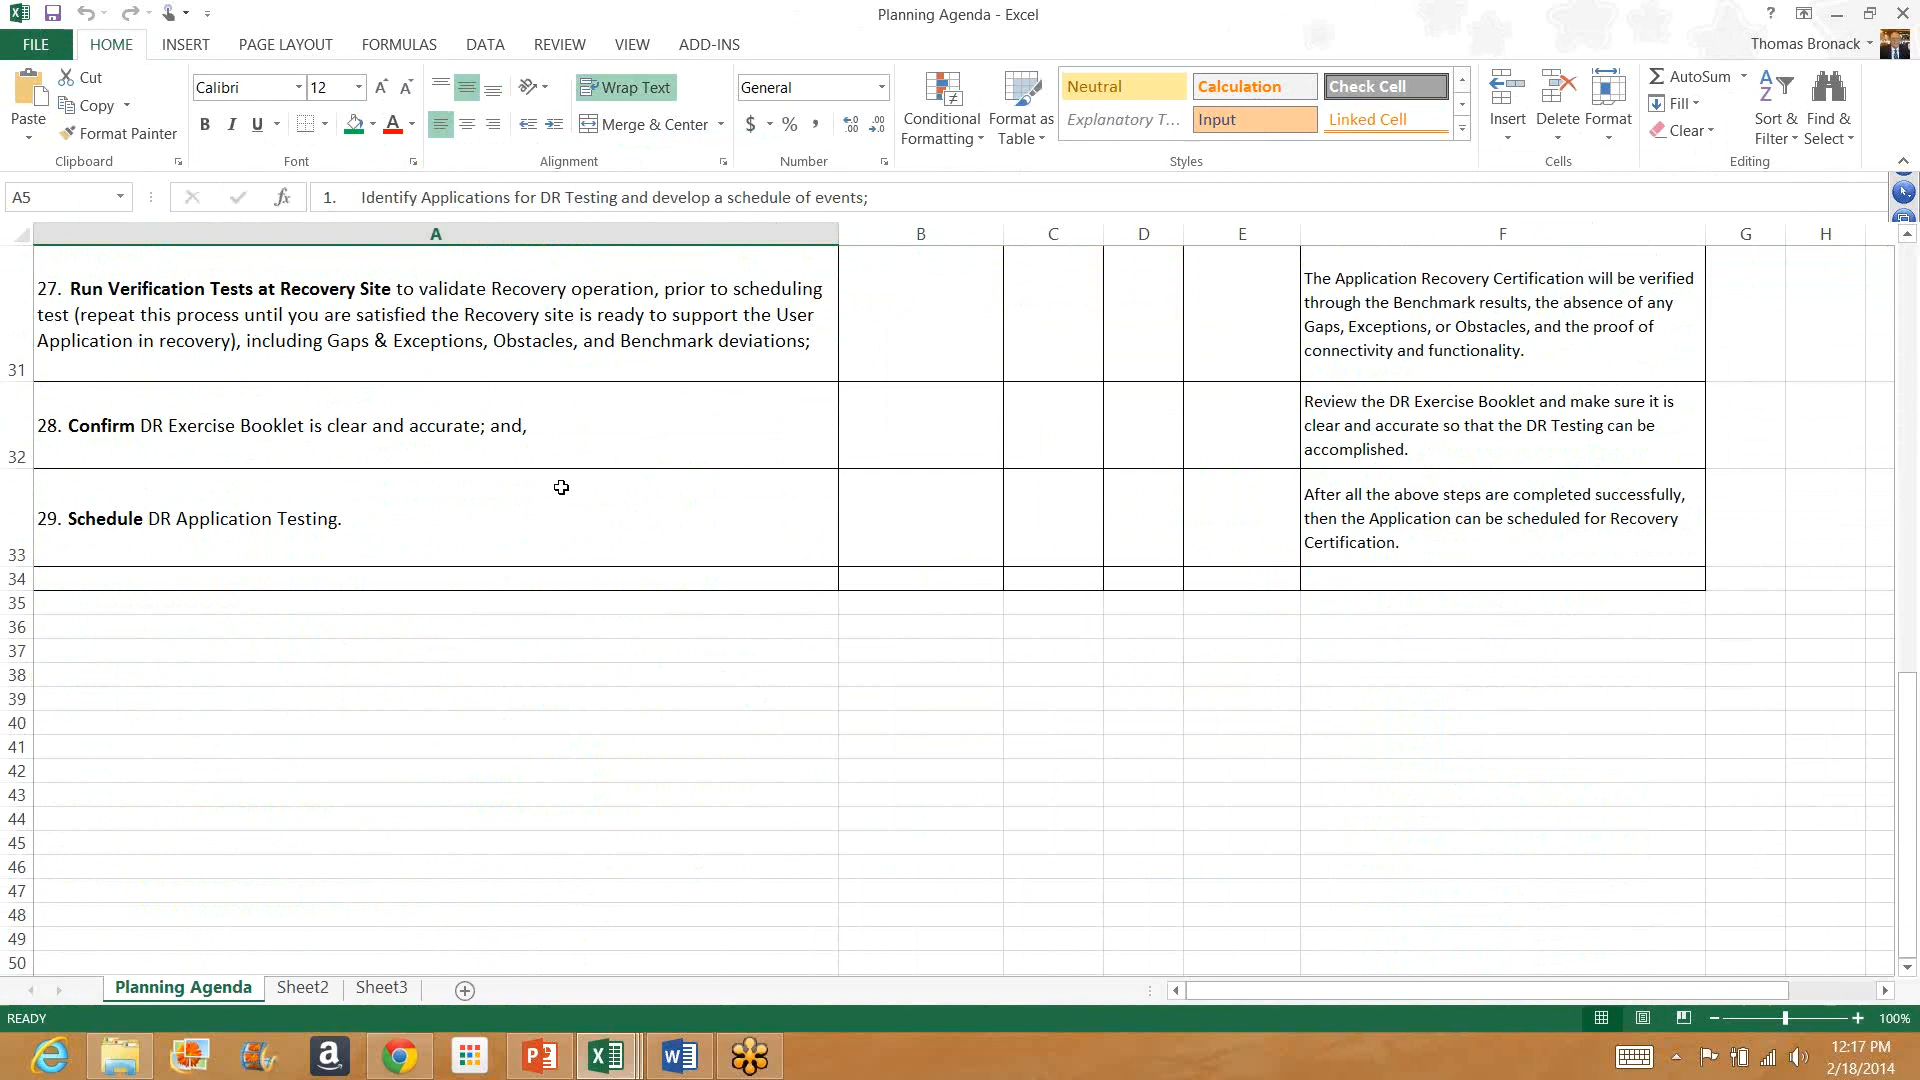 Planning Agenda - Excel
?
FILE HOME INSERT PAGE LAYOUT FORMULAS DATA REVIEW VIEW ADD-INS Thomas Bronack
Paste
Cut
Copy
Format Painter
Clipboard
Calibri 12
B I U
Font
Wrap Text
Merge & Center
Alignment
General
$ % ,
Number
Conditional Formatting
Format as Table
Neutral Calculation Check Cell
Explanatory T... Input Linked Cell
Styles
Insert Delete Format
Cells
AutoSum
Fill
Clear
Sort & Filter
Find & Select
Editing
A5 fx 1. Identify Applications for DR Testing and develop a schedule of events;
A B C D E F G H
27. Run Verification Tests at Recovery Site to validate Recovery operation, prior to scheduling
test (repeat this process until you are satisfied the Recovery site is ready to support the User
Application in recovery), including Gaps & Exceptions, Obstacles, and Benchmark deviations;
The Application Recovery Certification will be verified
through the Benchmark results, the absence of any
Gaps, Exceptions, or Obstacles, and the proof of
connectivity and functionality.
31
28. Confirm DR Exercise Booklet is clear and accurate; and,
Review the DR Exercise Booklet and make sure it is
clear and accurate so that the DR Testing can be
accomplished.
32
29. Schedule DR Application Testing.
After all the above steps are completed successfully,
then the Application can be scheduled for Recovery
Certification.
33
34
35
36
37
38
39
40
41
42
43
44
45
46
47
48
49
50
Planning Agenda Sheet2 Sheet3
READY 100%
12:17 PM
2/18/2014